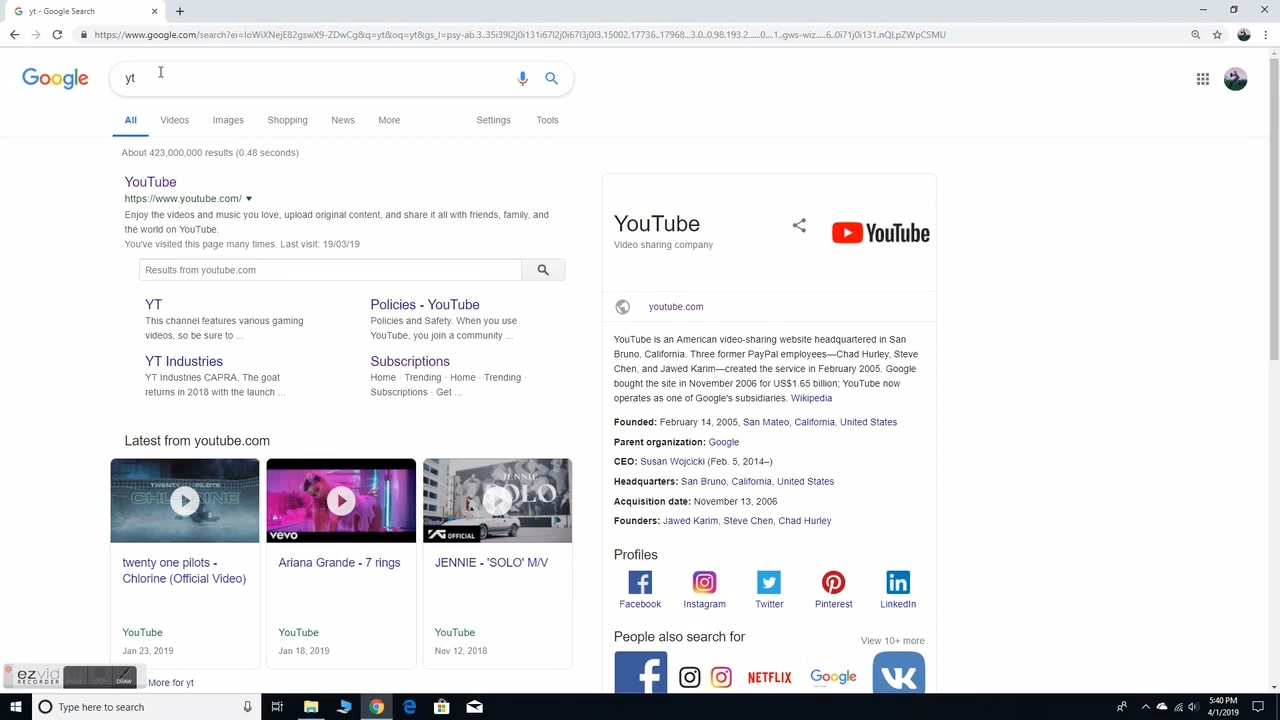 yt - Google Search
https://www.google.com/search?ei=IoWiXNejE82gswX9-ZDwCg&q=yt&oq=yt&gs_l=psy-ab.3..35i39l2j0i131i67l2j0i67l3j0l3.15002.17736..17968...3.0..0.98.193.2......0....1..gws-wiz.....6..0i71j0i131.nQLpZWpCSMU
Google
yt
All Videos Images Shopping News More Settings Tools
About 423,000,000 results (0.48 seconds)
YouTube
https://www.youtube.com/
Enjoy the videos and music you love, upload original content, and share it all with friends, family, and
the world on YouTube.
You've visited this page many times. Last visit: 19/03/19
Results from youtube.com
YT
This channel features various gaming
videos, so be sure to ...
Policies - YouTube
Policies and Safety. When you use
YouTube, you join a community ...
YT Industries
YT Industries CAPRA. The goat
returns in 2018 with the launch ...
Subscriptions
Home · Trending · Home · Trending ·
Subscriptions · Get ...
Latest from youtube.com
TWENTY ONE PILOTS
CHLORINE
vevo
JENNIE
SOLO
YG OFFICIAL
twenty one pilots -
Chlorine (Official Video)
YouTube
Jan 23, 2019
Ariana Grande - 7 rings
YouTube
Jan 18, 2019
JENNIE - 'SOLO' M/V
YouTube
Nov 12, 2018
More for yt
YouTube
Video sharing company
YouTube
youtube.com
YouTube is an American video-sharing website headquartered in San
Bruno, California. Three former PayPal employees—Chad Hurley, Steve
Chen, and Jawed Karim—created the service in February 2005. Google
bought the site in November 2006 for US$1.65 billion; YouTube now
operates as one of Google's subsidiaries. Wikipedia
Founded: February 14, 2005, San Mateo, California, United States
Parent organization: Google
CEO: Susan Wojcicki (Feb. 5, 2014–)
Headquarters: San Bruno, California, United States
Acquisition date: November 13, 2006
Founders: Jawed Karim, Steve Chen, Chad Hurley
Profiles
Facebook Instagram Twitter Pinterest LinkedIn
People also search for View 10+ more
NETFLIX Google
ezvid
RECORDER
DRAW
Type here to search
5:40 PM
4/1/2019